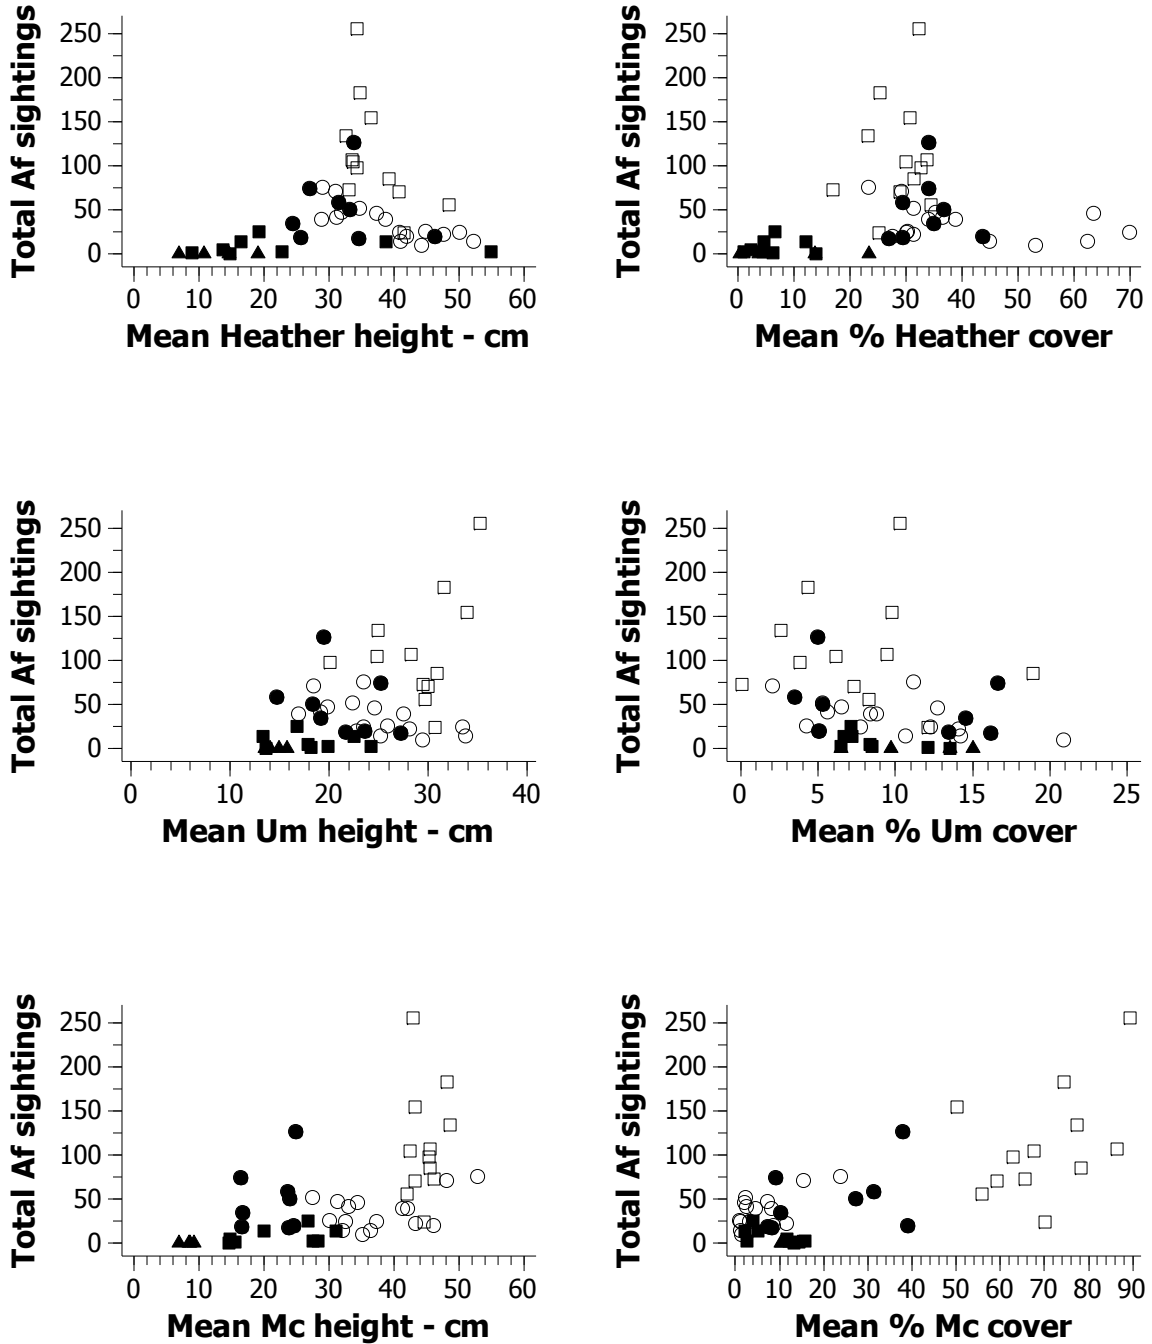 Total Af sightings
250
200
150
100
50
0
0 10 20 30 40 50 60
Mean Heather height - cm
Total Af sightings
250
200
150
100
50
0
0 10 20 30 40 50 60 70
Mean % Heather cover
Total Af sightings
250
200
150
100
50
0
0 10 20 30 40
Mean Um height - cm
Total Af sightings
250
200
150
100
50
0
0 5 10 15 20 25
Mean % Um cover
Total Af sightings
250
200
150
100
50
0
0 10 20 30 40 50 60
Mean Mc height - cm
Total Af sightings
250
200
150
100
50
0
0 10 20 30 40 50 60 70 80 90
Mean % Mc cover